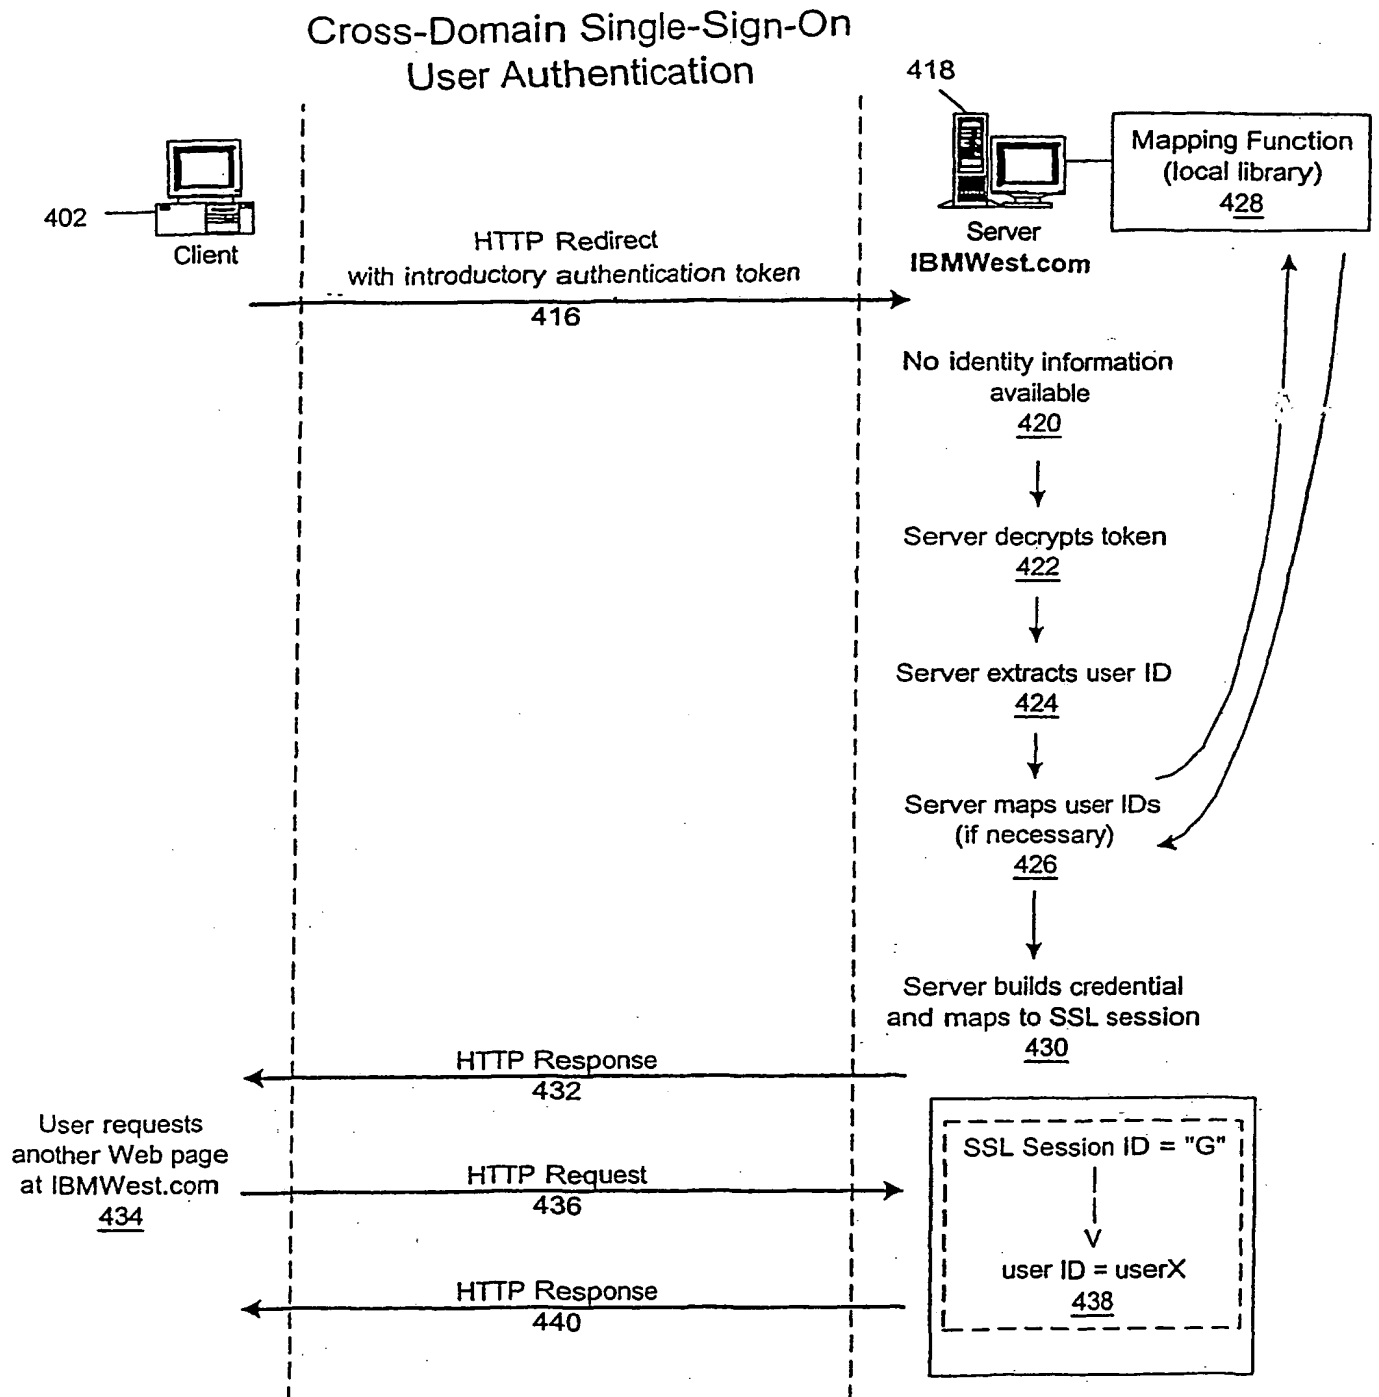 Cross-Domain Single-Sign-On
User Authentication
418
Mapping Function
(local library)
428
402
Client
Server
IBMWest.com
HTTP Redirect
with introductory authentication token
416
No identity information
available
420
Server decrypts token
422
Server extracts user ID
424
Server maps user IDs
(if necessary)
426
Server builds credential
and maps to SSL session
430
HTTP Response
432
User requests
another Web page
at IBMWest.com
434
HTTP Request
436
SSL Session ID = "G"
user ID = userX
438
HTTP Response
440